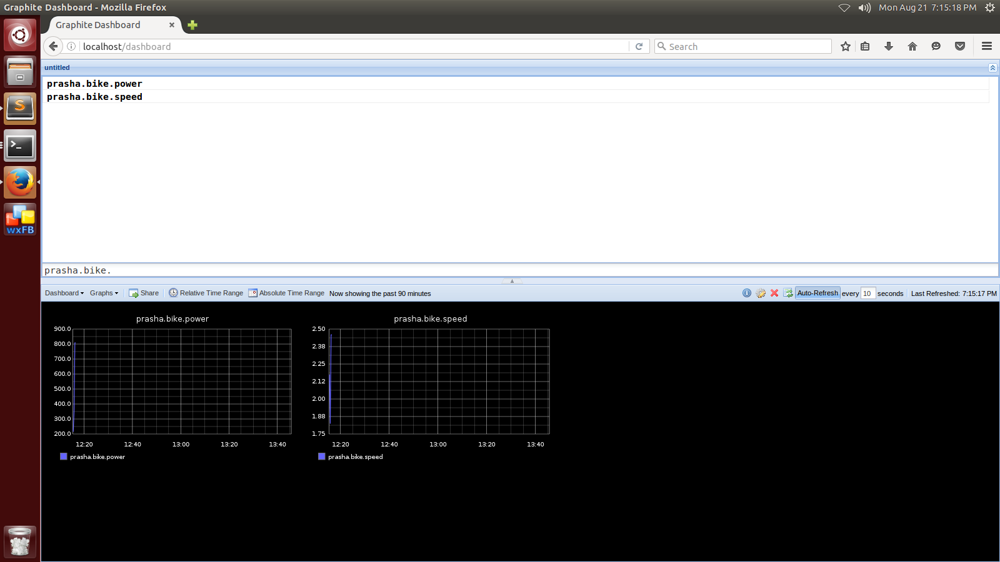 Graphite Dashboard - Mozilla Firefox
Mon Aug 21 7:15:18 PM
Graphite Dashboard
localhost/dashboard
Search
untitled
prasha.bike.power
prasha.bike.speed
S
>_
wxFB
prasha.bike.
Dashboard Graphs Share Relative Time Range Absolute Time Range Now showing the past 90 minutes Auto-Refresh every 10 seconds Last Refreshed: 7:15:17 PM
prasha.bike.power
900.0
800.0
700.0
600.0
500.0
400.0
300.0
200.0
12:20 12:40 13:00 13:20 13:40
prasha.bike.power
prasha.bike.speed
2.50
2.38
2.25
2.12
2.00
1.88
1.75
12:20 12:40 13:00 13:20 13:40
prasha.bike.speed